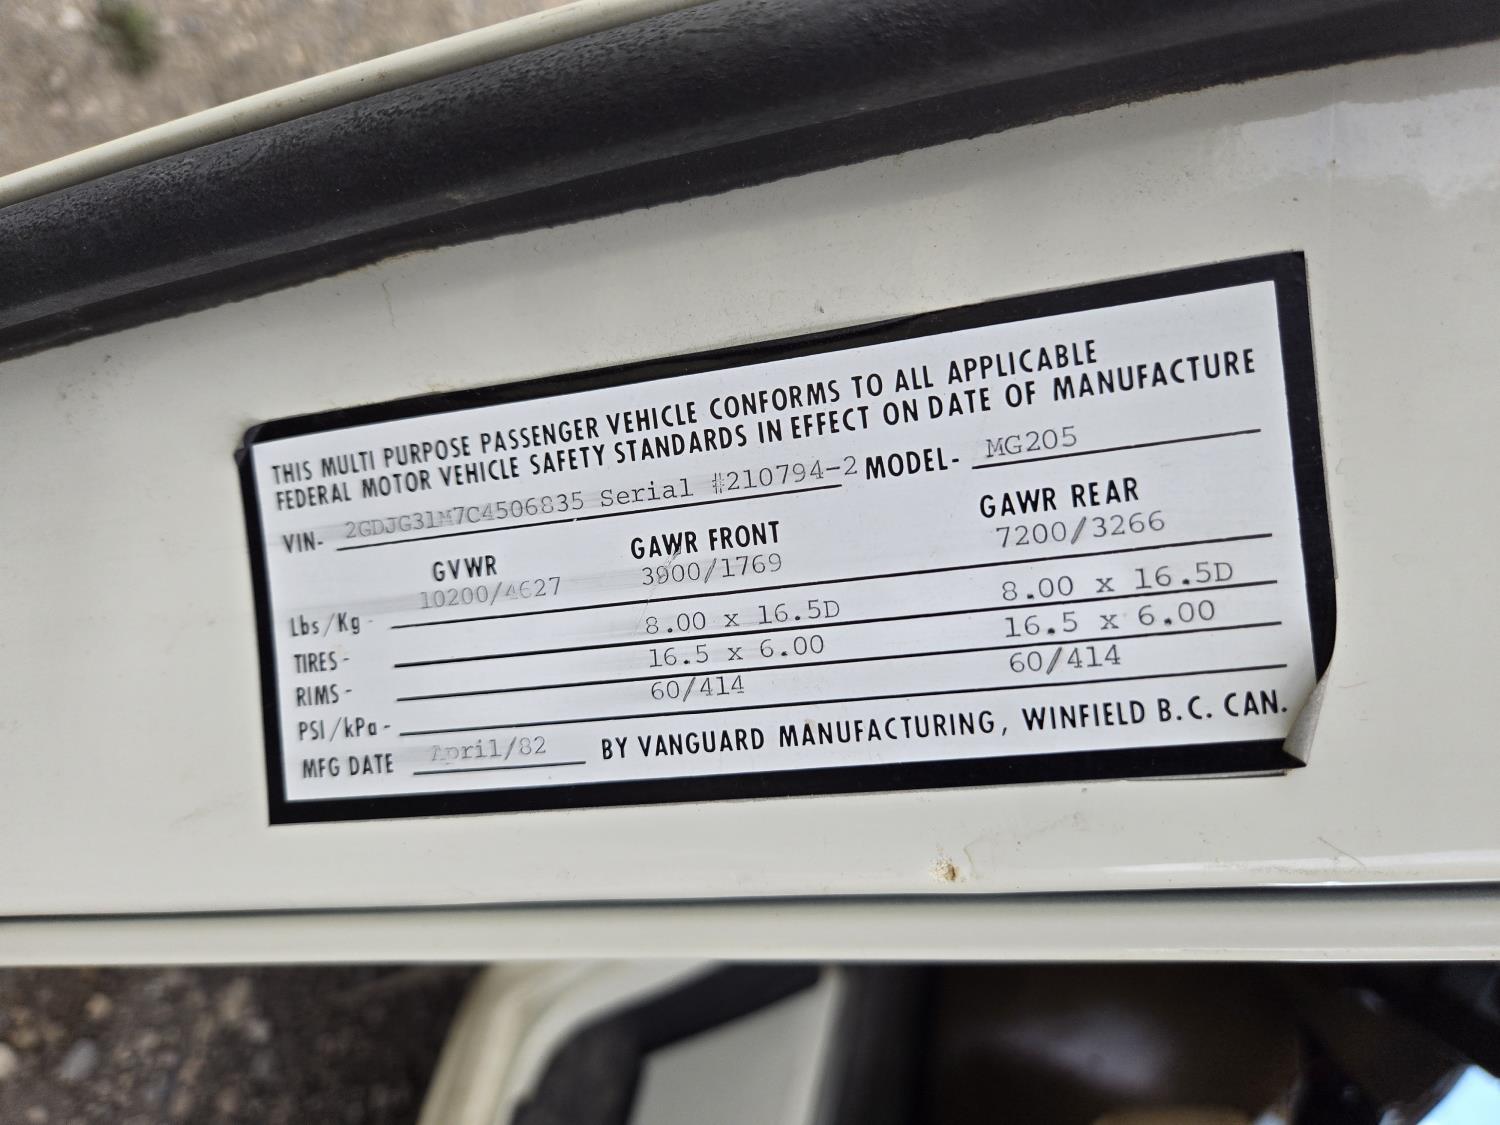 THIS MULTI PURPOSE PASSENGER VEHICLE CONFORMS TO ALL APPLICABLE
FEDERAL MOTOR VEHICLE SAFETY STANDARDS IN EFFECT ON DATE OF MANUFACTURE
VIN- 2GDJG31M7C4506835 Serial #210794-2 MODEL- MG205
GVWR GAWR FRONT GAWR REAR
Lbs/Kg- 10200/4627 3900/1769 7200/3266
TIRES- 8.00 x 16.5D 8.00 x 16.5D
RIMS- 16.5 x 6.00 16.5 x 6.00
PSI/kPa- 60/414 60/414
MFG DATE April/82 BY VANGUARD MANUFACTURING, WINFIELD B.C. CAN.